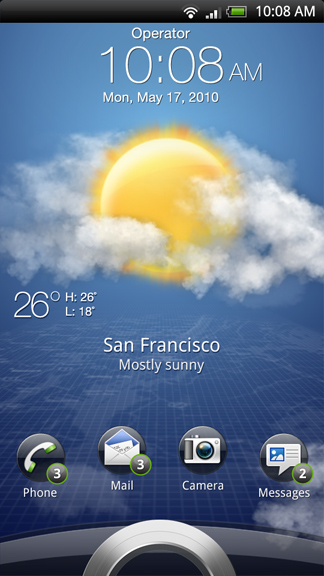 10:08 AM
Operator
10:08 AM
Mon, May 17, 2010
26° H: 26°
L: 18°
San Francisco
Mostly sunny
3
3
2
Phone
Mail
Camera
Messages